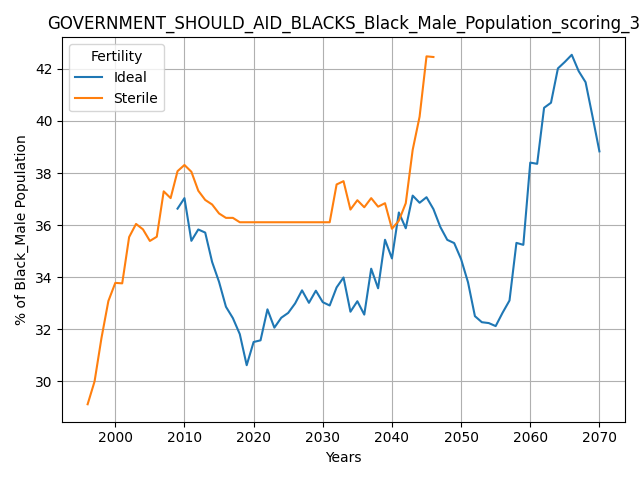 GOVERNMENT_SHOULD_AID_BLACKS_Black_Male_Population_scoring_3
Fertility
Ideal
Sterile
% of Black_Male Population
42
40
38
36
34
32
30
2000 2010 2020 2030 2040 2050 2060 2070
Years